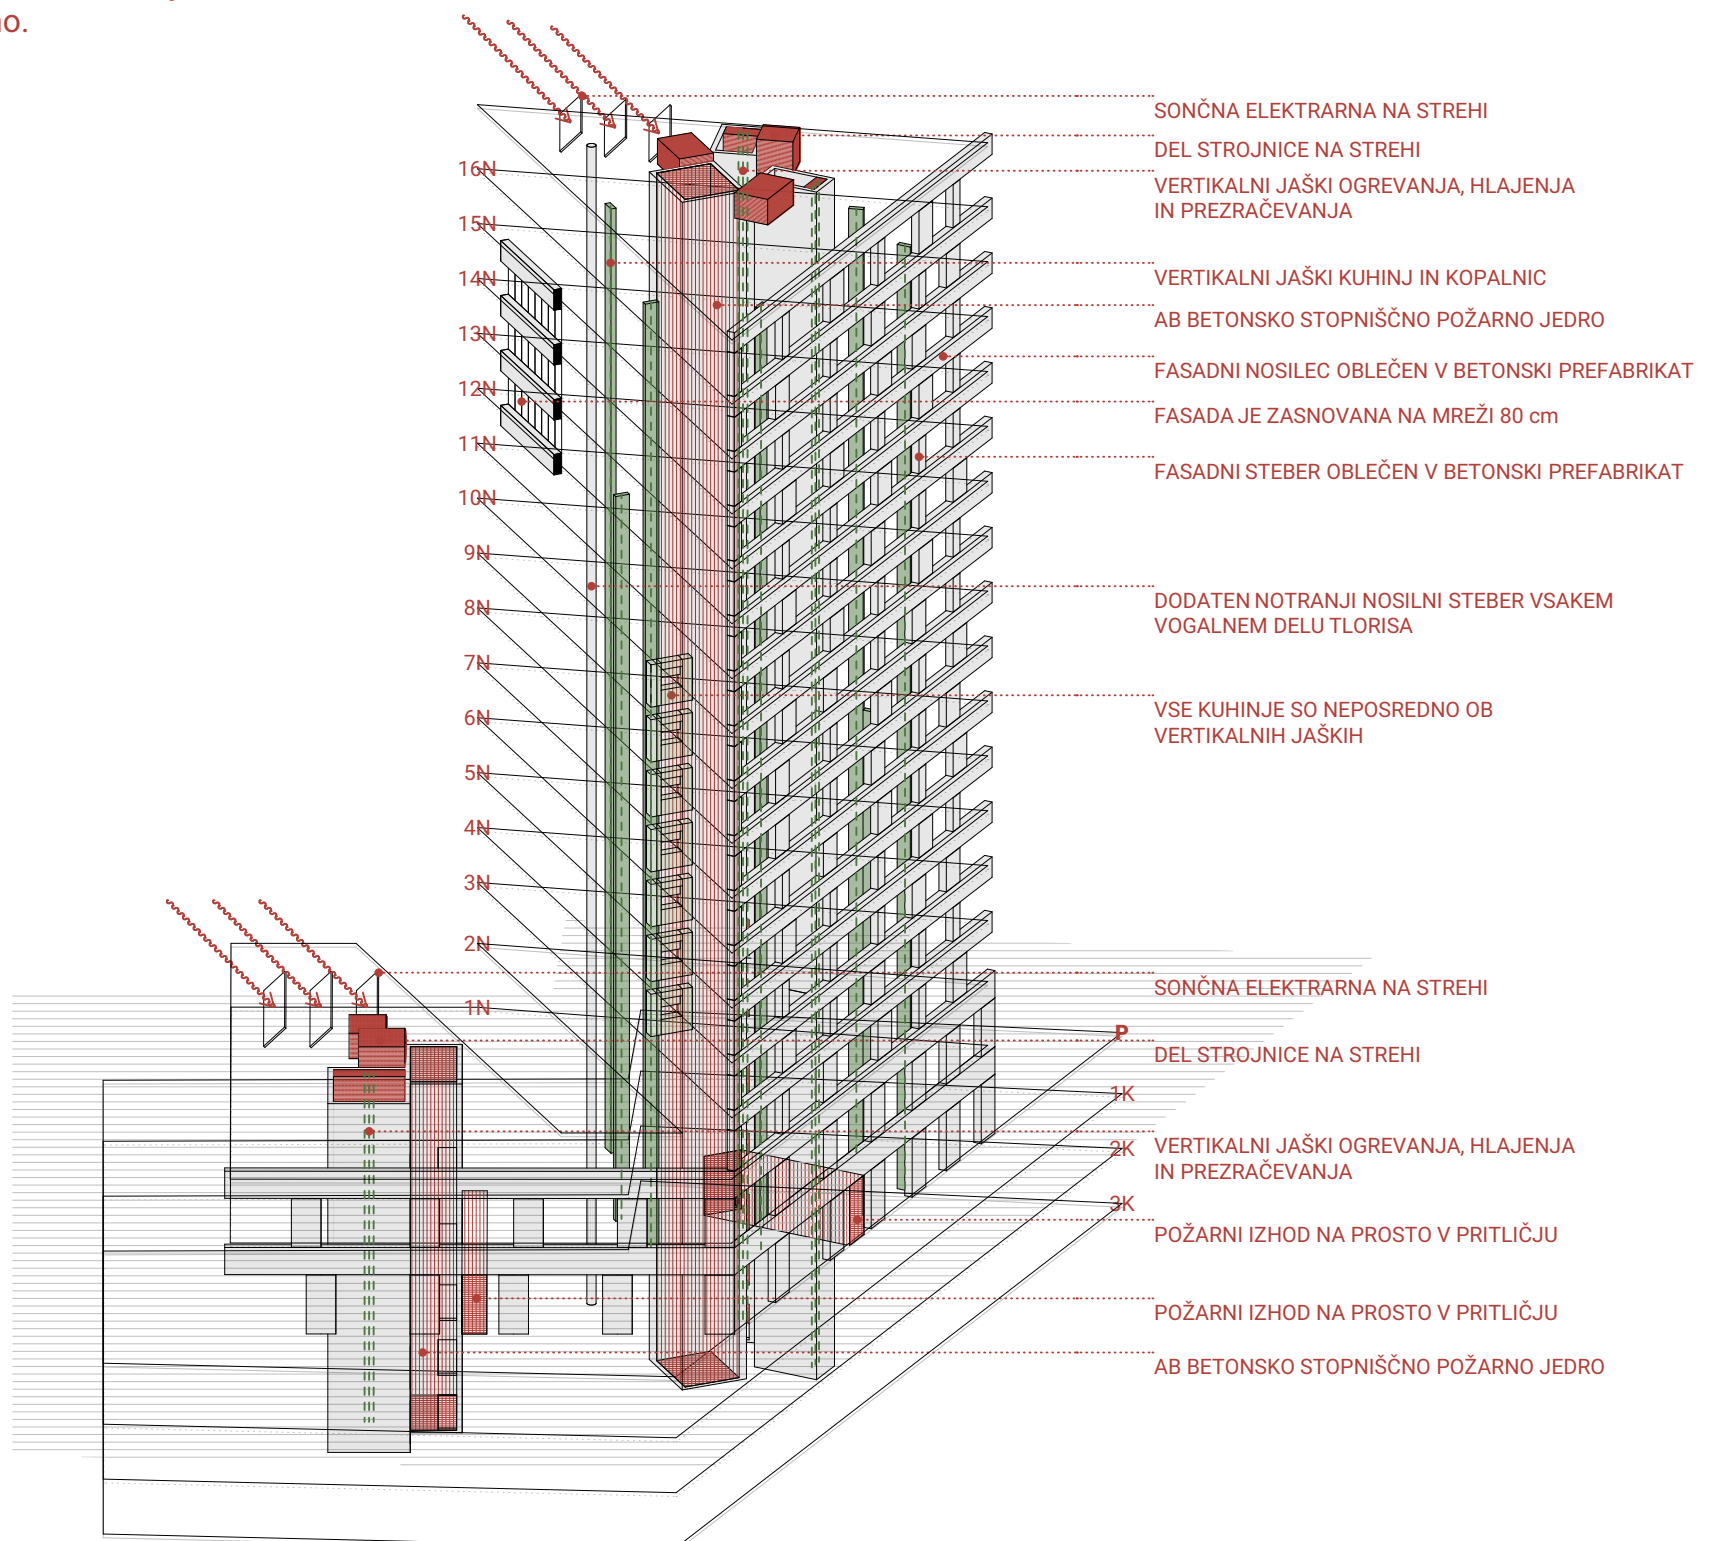 no.
SONČNA ELEKTRARNA NA STREHI
DEL STROJNICE NA STREHI
VERTIKALNI JAŠKI OGREVANJA, HLAJENJA
IN PREZRAČEVANJA
VERTIKALNI JAŠKI KUHINJ IN KOPALNIC
AB BETONSKO STOPNIŠČNO POŽARNO JEDRO
FASADNI NOSILEC OBLEČEN V BETONSKI PREFABRIKAT
FASADA JE ZASNOVANA NA MREŽI 80 cm
FASADNI STEBER OBLEČEN V BETONSKI PREFABRIKAT
DODATEN NOTRANJI NOSILNI STEBER VSAKEM
VOGALNEM DELU TLORISA
VSE KUHINJE SO NEPOSREDNO OB
VERTIKALNIH JAŠKIH
16N
15N
14N
13N
12N
11N
10N
9N
8N
7N
6N
5N
4N
3N
2N
1N
P
1K
2K
3K
SONČNA ELEKTRARNA NA STREHI
DEL STROJNICE NA STREHI
VERTIKALNI JAŠKI OGREVANJA, HLAJENJA
IN PREZRAČEVANJA
POŽARNI IZHOD NA PROSTO V PRITLIČJU
POŽARNI IZHOD NA PROSTO V PRITLIČJU
AB BETONSKO STOPNIŠČNO POŽARNO JEDRO